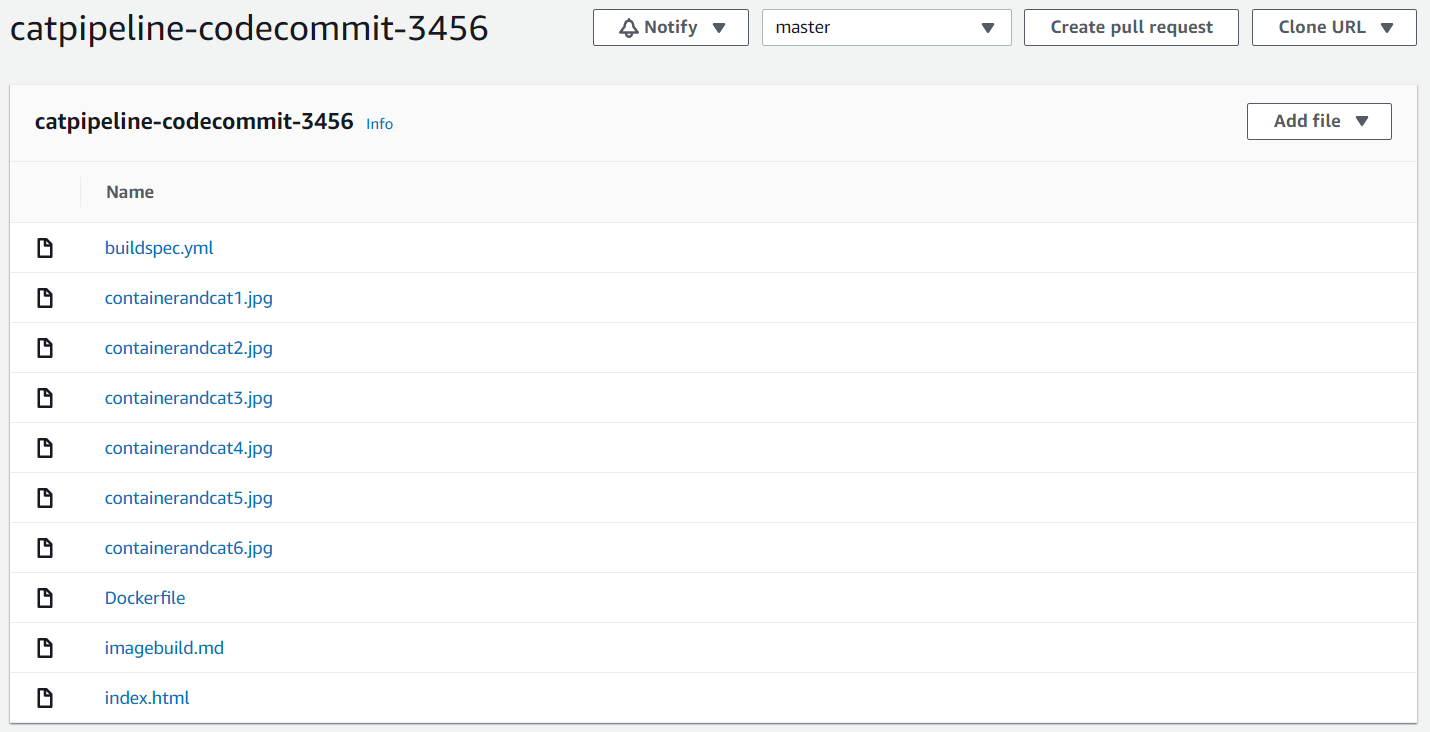 catpipeline-codecommit-3456 Notify master Create pull request Clone URL
catpipeline-codecommit-3456 Info Add file
Name
buildspec.yml
containerandcat1.jpg
containerandcat2.jpg
containerandcat3.jpg
containerandcat4.jpg
containerandcat5.jpg
containerandcat6.jpg
Dockerfile
imagebuild.md
index.html